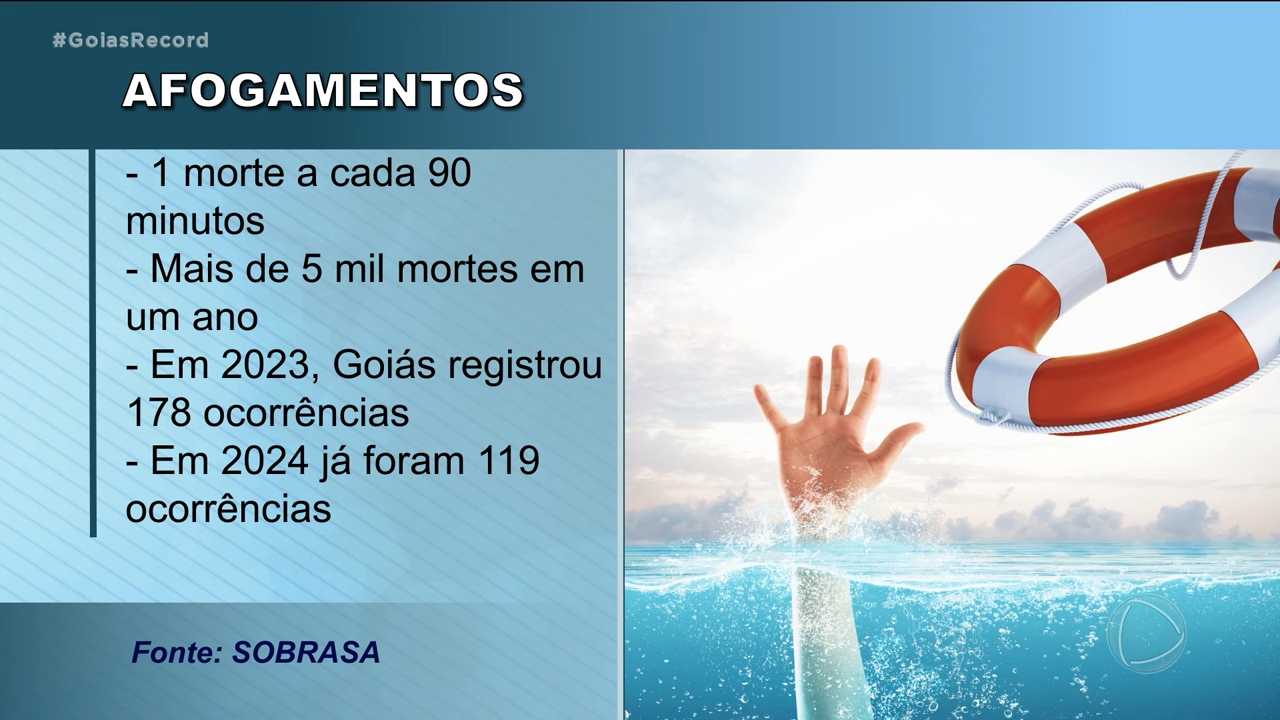 #GoiasRecord
AFOGAMENTOS
- 1 morte a cada 90
minutos
- Mais de 5 mil mortes em
um ano
- Em 2023, Goiás registrou
178 ocorrências
- Em 2024 já foram 119
ocorrências
Fonte: SOBRASA